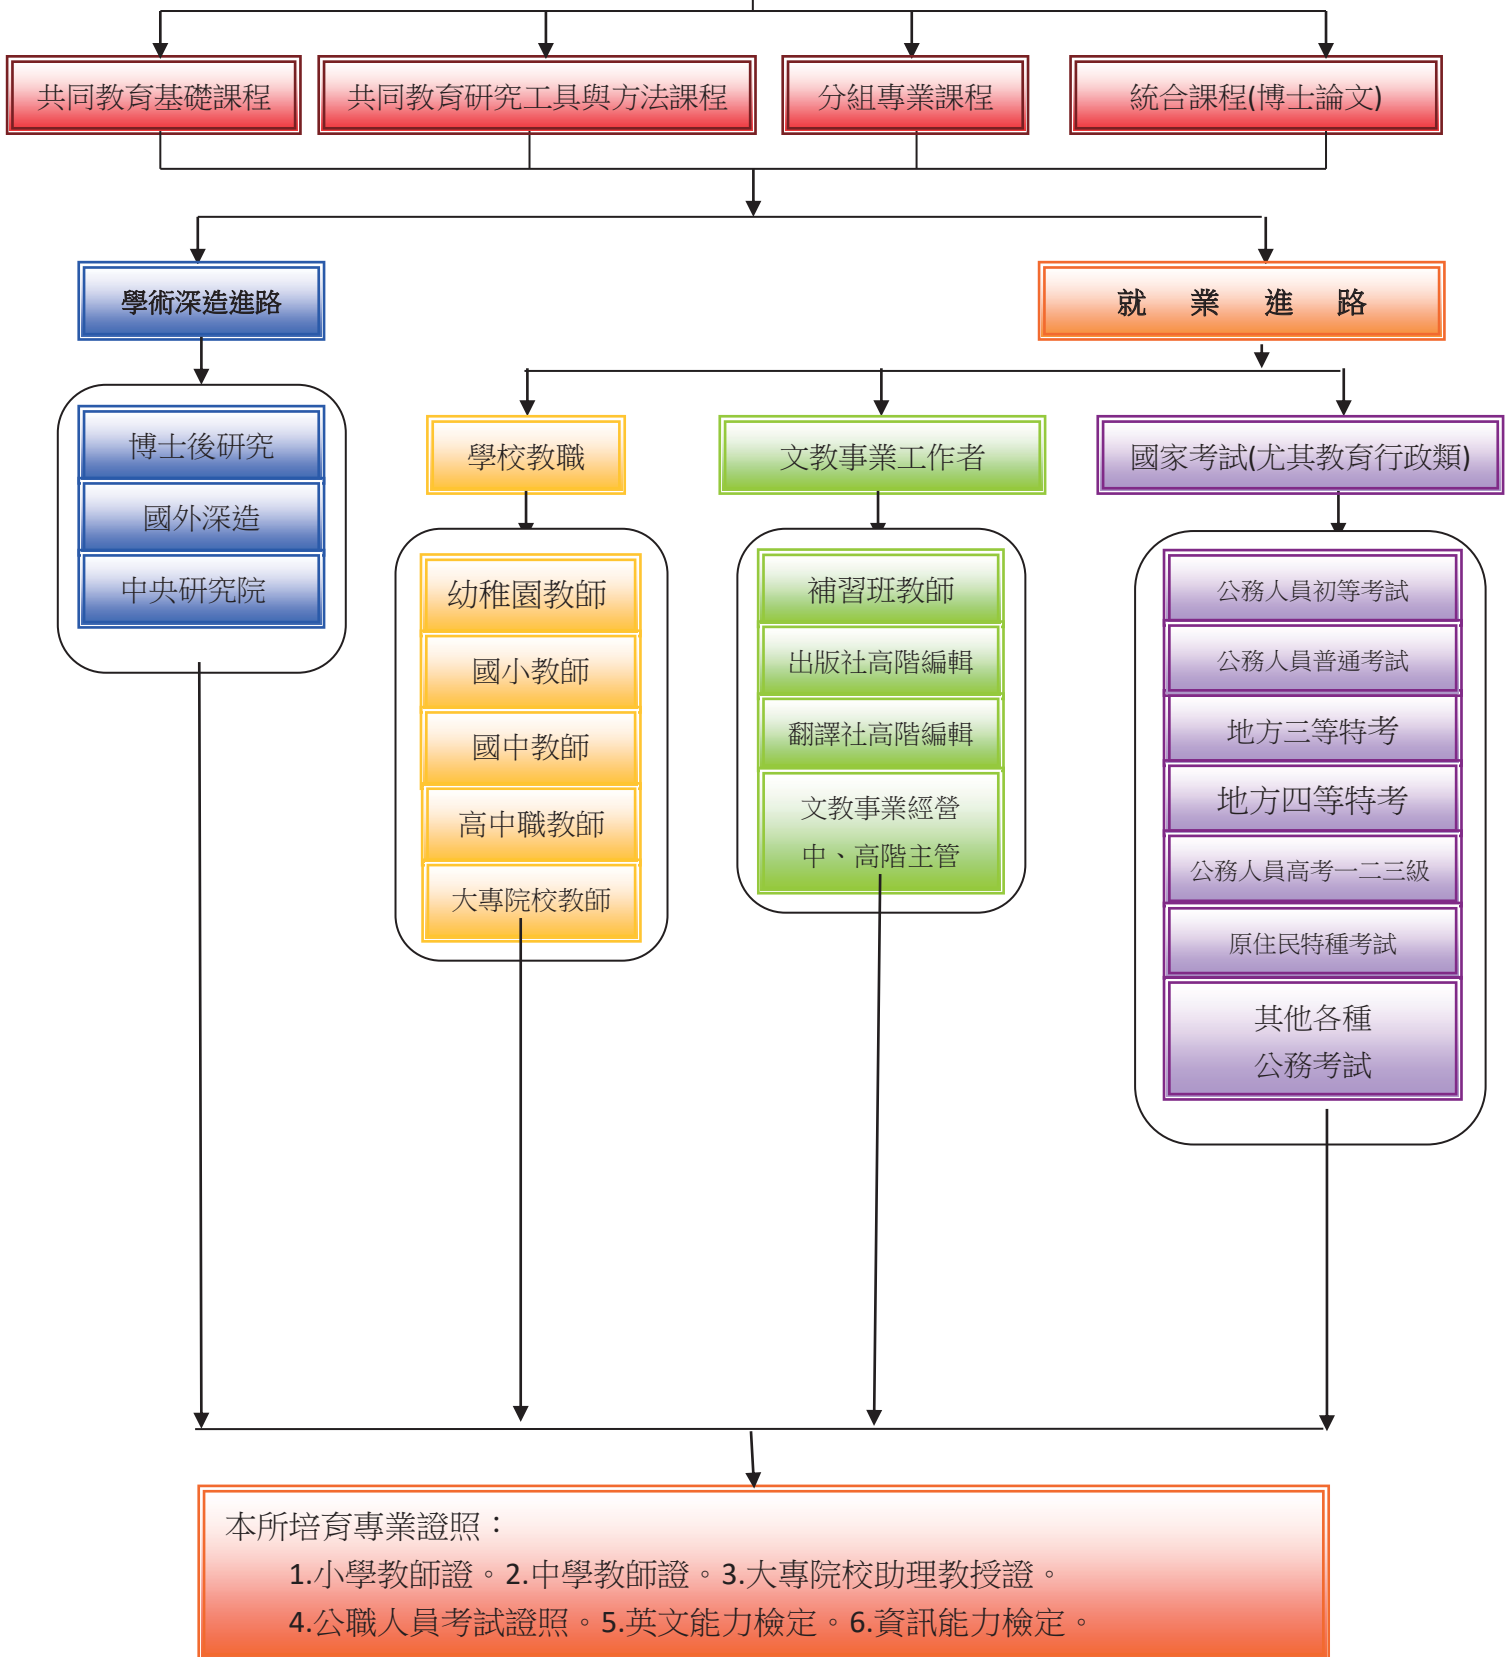 共同教育基礎課程
共同教育研究工具與方法課程
分組專業課程
統合課程(博士論文)
學術深造進路
就業進路
博士後研究
國外深造
中央研究院
學校教職
幼稚園教師
國小教師
國中教師
高中職教師
大專院校教師
文教事業工作者
補習班教師
出版社高階編輯
翻譯社高階編輯
文教事業經營
中、高階主管
國家考試(尤其教育行政類)
公務人員初等考試
公務人員普通考試
地方三等特考
地方四等特考
公務人員高考一二三級
原住民特種考試
其他各種
公務考試
本所培育專業證照：
1.小學教師證。2.中學教師證。3.大專院校助理教授證。
4.公職人員考試證照。5.英文能力檢定。6.資訊能力檢定。